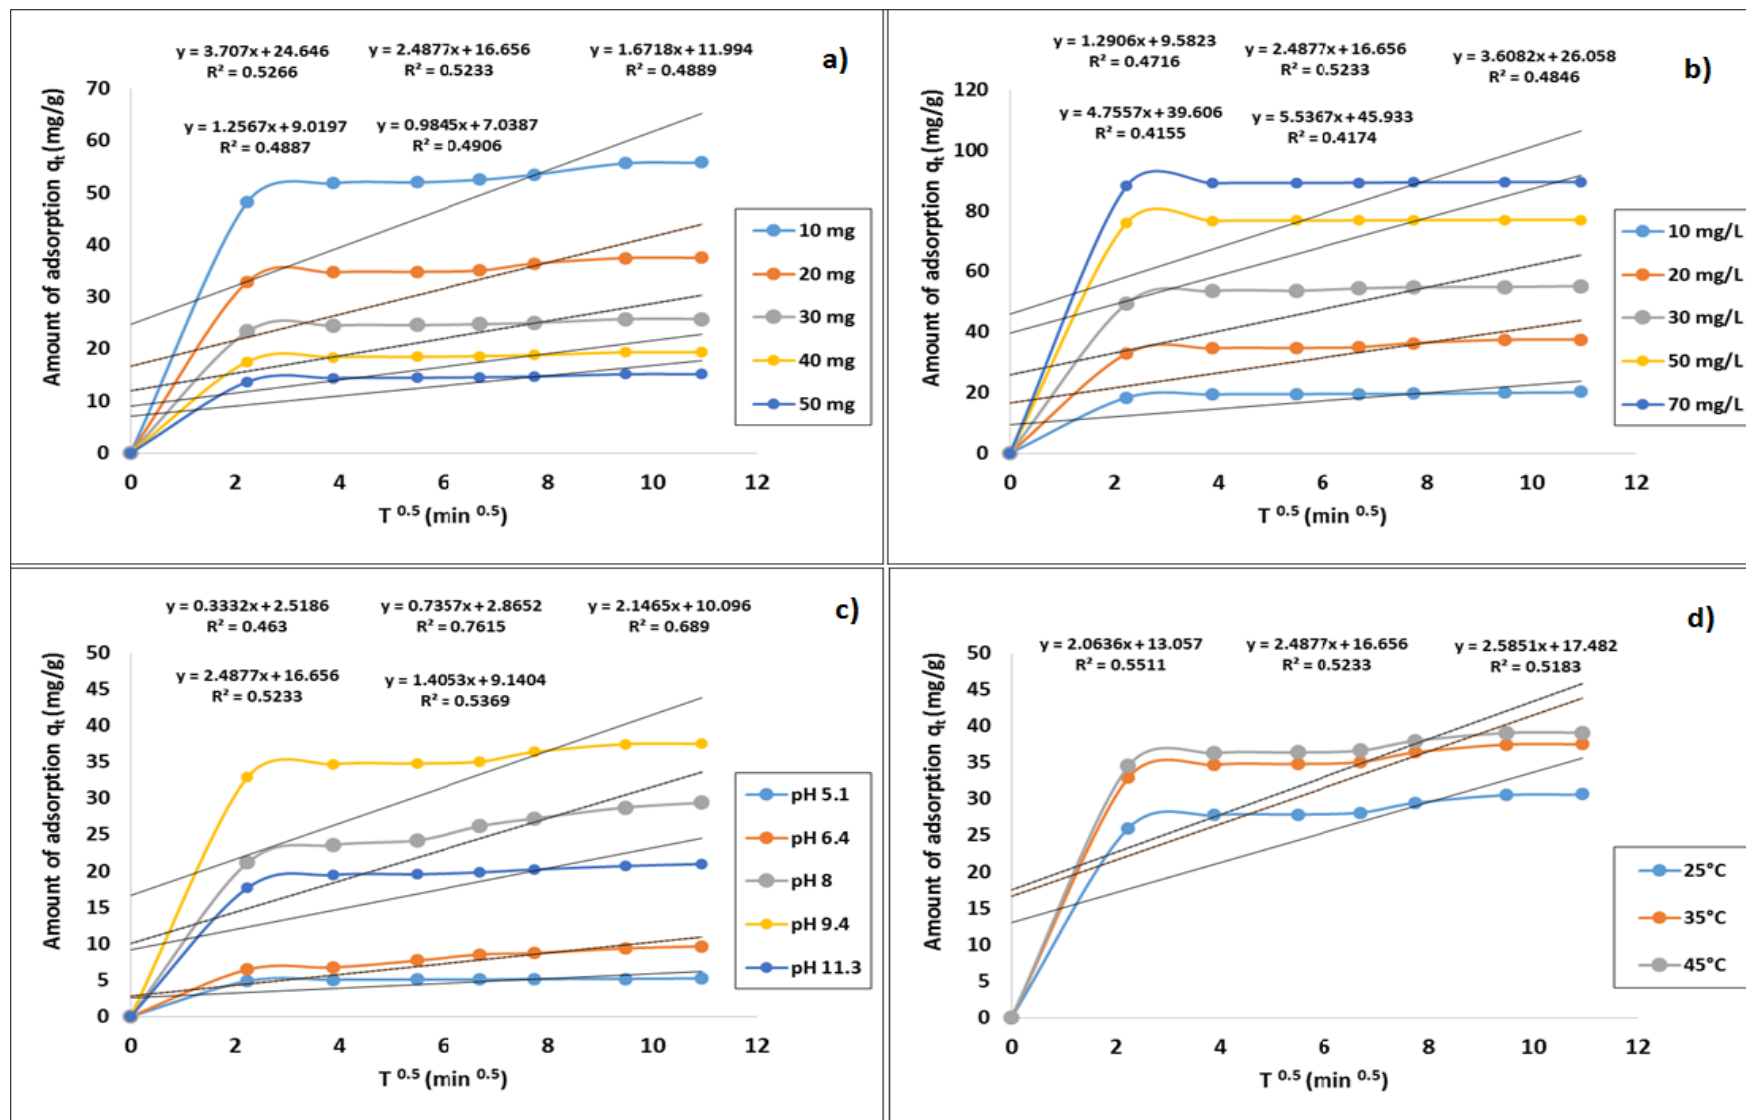 a)
y = 3.707x + 24.646 y = 2.4877x + 16.656 y = 1.6718x + 11.994
R² = 0.5266 R² = 0.5233 R² = 0.4889
y = 1.2567x + 9.0197 y = 0.9845x + 7.0387
R² = 0.4887 R² = 0.4906
Amount of adsorption qt (mg/g)
70
60
50
40
30
20
10
0
0 2 4 6 8 10 12
T 0.5 (min 0.5)
10 mg
20 mg
30 mg
40 mg
50 mg
b)
y = 1.2906x + 9.5823 y = 2.4877x + 16.656 y = 3.6082x + 26.058
R² = 0.4716 R² = 0.5233 R² = 0.4846
y = 4.7557x + 39.606 y = 5.5367x + 45.933
R² = 0.4155 R² = 0.4174
Amount of adsorption qt (mg/g)
120
100
80
60
40
20
0
0 2 4 6 8 10 12
T 0.5 (min 0.5)
10 mg/L
20 mg/L
30 mg/L
50 mg/L
70 mg/L
c)
y = 0.3332x + 2.5186 y = 0.7357x + 2.8652 y = 2.1465x + 10.096
R² = 0.463 R² = 0.7615 R² = 0.689
y = 2.4877x + 16.656 y = 1.4053x + 9.1404
R² = 0.5233 R² = 0.5369
Amount of adsorption qt (mg/g)
50
45
40
35
30
25
20
15
10
5
0
0 2 4 6 8 10 12
T 0.5 (min 0.5)
pH 5.1
pH 6.4
pH 8
pH 9.4
pH 11.3
d)
y = 2.0636x + 13.057 y = 2.4877x + 16.656 y = 2.5851x + 17.482
R² = 0.5511 R² = 0.5233 R² = 0.5183
Amount of adsorption qt (mg/g)
50
45
40
35
30
25
20
15
10
5
0
0 2 4 6 8 10 12
T 0.5 (min 0.5)
25°C
35°C
45°C